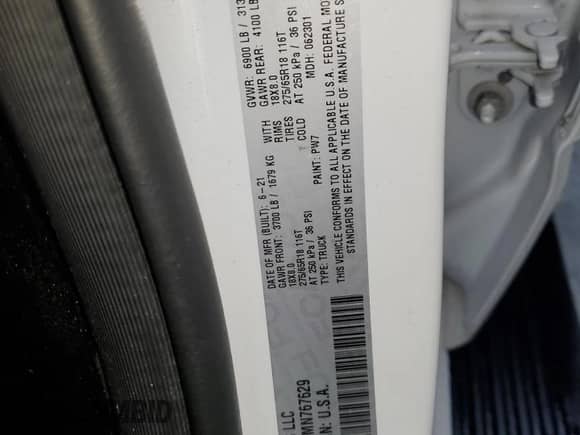 LLC
DATE OF MFR (BUILT): 6-21 GVWR: 6900 LB / 313
GAWR FRONT: 3700 LB / 1679 KG WITH GAWR REAR: 4100 LB
18X8.0 RIMS 18X8.0
275/65R18 116T TIRES 275/65R18 116T
AT 250 kPa / 36 PSI COLD AT 250 kPa / 36 PSI
MN767629 TYPE: TRUCK PAINT: PW7 MDH: 062301
N: U.S.A. THIS VEHICLE CONFORMS TO ALL APPLICABLE U.S.A. FEDERAL MO
STANDARDS IN EFFECT ON THE DATE OF MANUFACTURE S